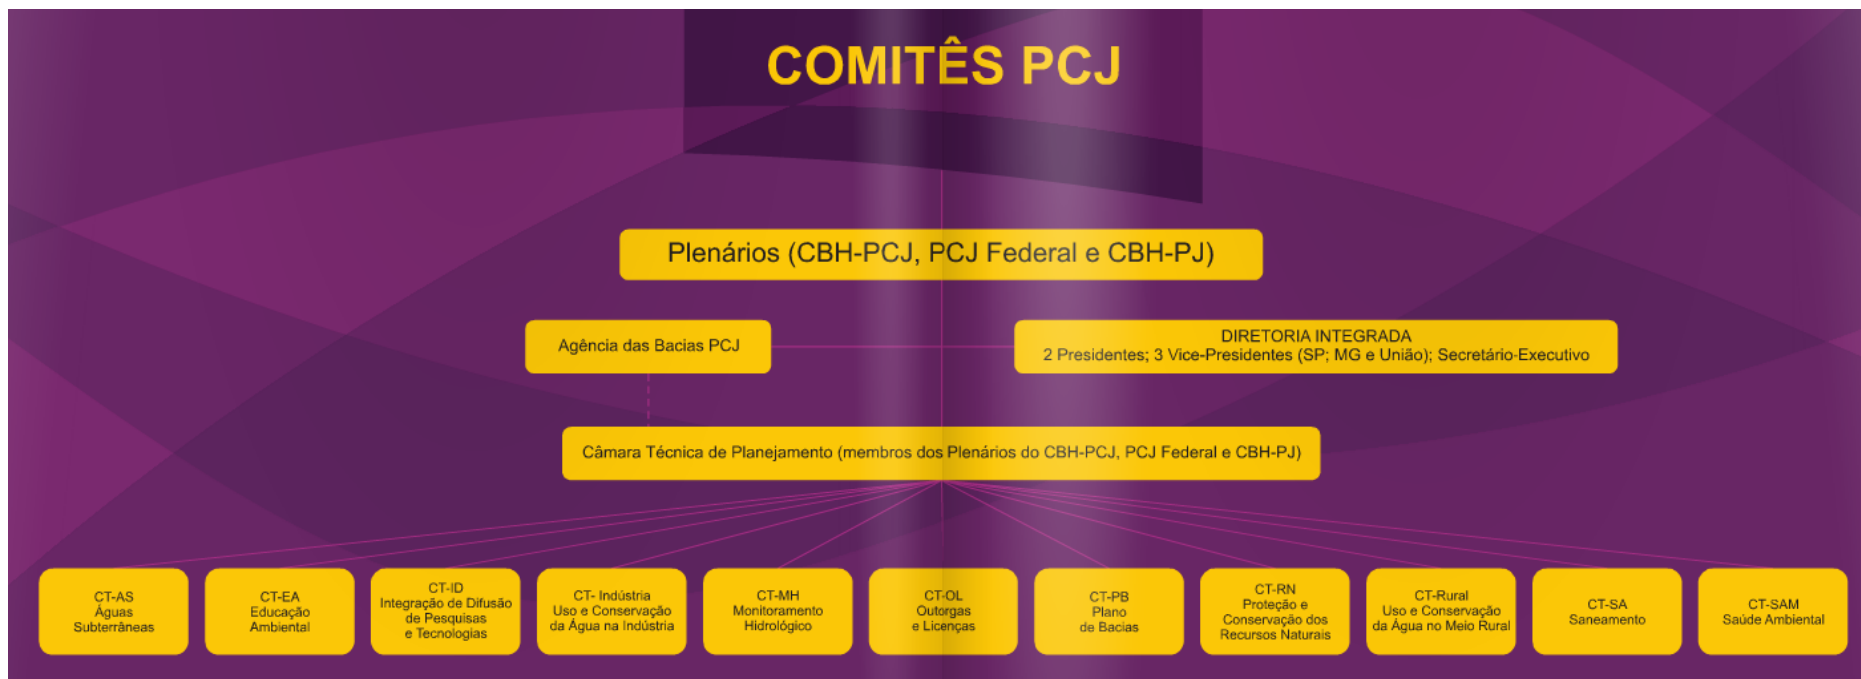 COMITÊS PCJ
Plenários (CBH-PCJ, PCJ Federal e CBH-PJ)
Agência das Bacias PCJ
DIRETORIA INTEGRADA
2 Presidentes; 3 Vice-Presidentes (SP; MG e União); Secretário-Executivo
Câmara Técnica de Planejamento (membros dos Plenários do CBH-PCJ, PCJ Federal e CBH-PJ)
CT-AS
Águas
Subterrâneas
CT-EA
Educação
Ambiental
CT-ID
Integração de Difusão
de Pesquisas
e Tecnologias
CT- Indústria
Uso e Conservação
da Água na Indústria
CT-MH
Monitoramento
Hidrológico
CT-OL
Outorgas
e Licenças
CT-PB
Plano
de Bacias
CT-RN
Proteção e
Conservação dos
Recursos Naturais
CT-Rural
Uso e Conservação
da Água no Meio Rural
CT-SA
Saneamento
CT-SAM
Saúde Ambiental